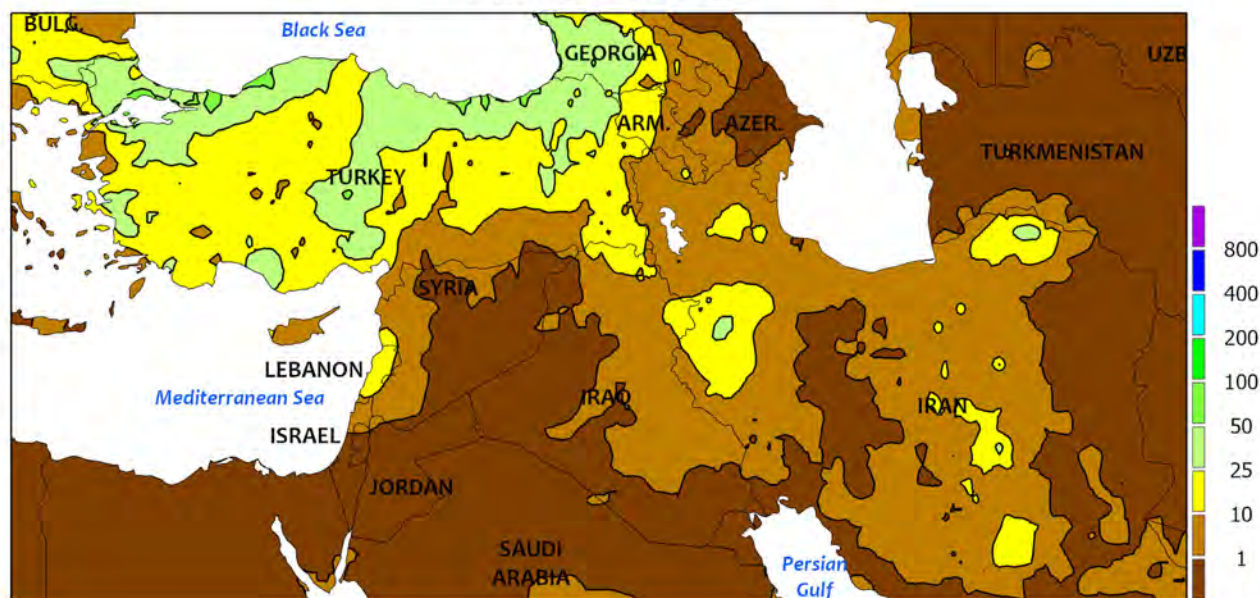 BULG.
Black Sea
GEORGIA
UZB
ARM.
AZER.
TURKMENISTAN
TURKEY
SYRIA
LEBANON
Mediterranean Sea
IRAQ
IRAN
ISRAEL
JORDAN
SAUDI
ARABIA
Persian
Gulf
800
400
200
100
50
25
10
1